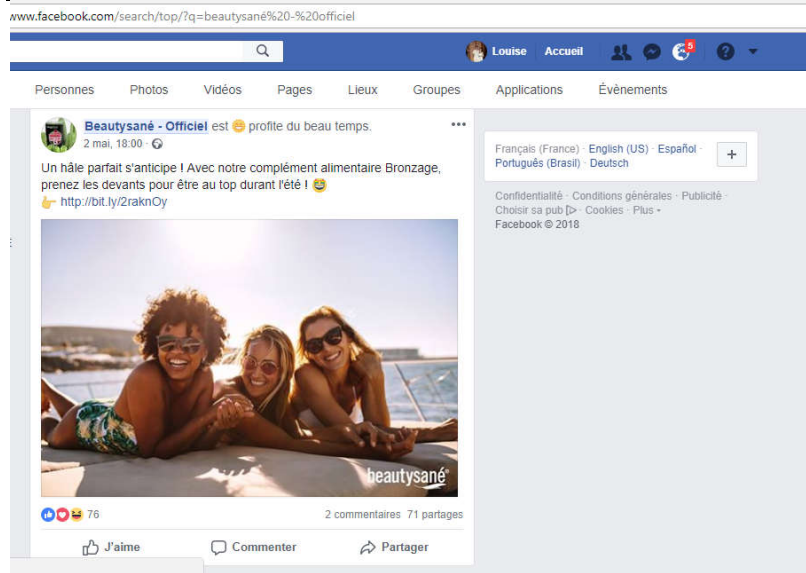 www.facebook.com/search/top/?q=beautysané%20-%20officiel
Louise Accueil 5
Personnes Photos Vidéos Pages Lieux Groupes Applications Évènements
Beautysané - Officiel est 😁 profite du beau temps.
2 mai, 18:00 ·
Un hâle parfait s'anticipe ! Avec notre complément alimentaire Bronzage,
prenez les devants pour être au top durant l'été ! 😂
👉 http://bit.ly/2raknOy
beautysané®
76 2 commentaires 71 partages
J'aime Commenter Partager
Français (France) · English (US) · Español ·
Português (Brasil) · Deutsch
Confidentialité · Conditions générales · Publicité ·
Choisir sa pub · Cookies · Plus
Facebook © 2018